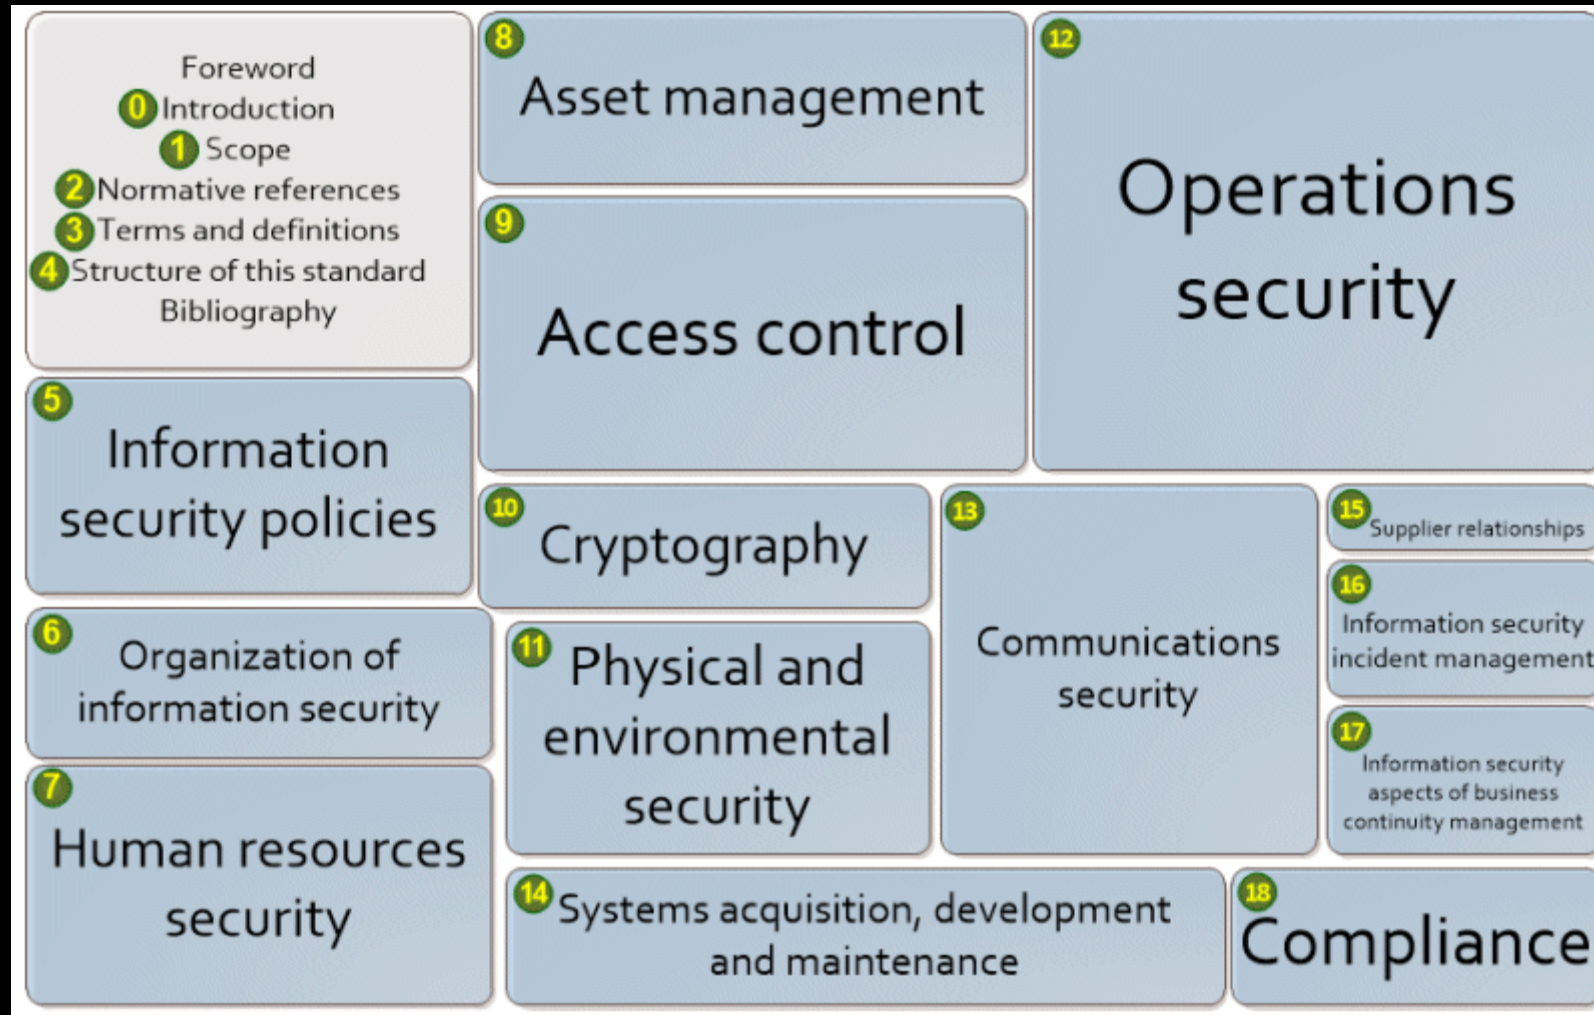 Foreword
0 Introduction
1 Scope
2 Normative references
3 Terms and definitions
4 Structure of this standard
Bibliography
5
Information
security policies
6
Organization of
information security
7
Human resources
security
8
Asset management
9
Access control
10
Cryptography
11
Physical and
environmental
security
12
Operations
security
13
Communications
security
14
Systems acquisition, development
and maintenance
15
Supplier relationships
16
Information security
incident management
17
Information security
aspects of business
continuity management
18
Compliance